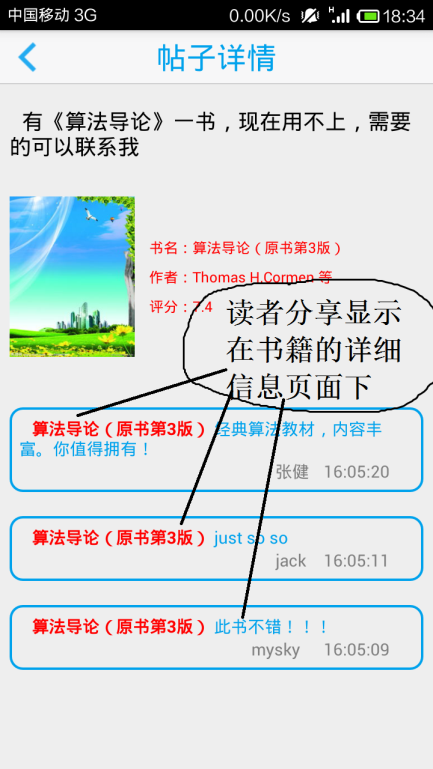 中国移动 3G 0.00K/s H 18:34
帖子详情
有《算法导论》一书，现在用不上，需要
的可以联系我
书名：算法导论（原书第3版）
作者：Thomas H.Cormen 等
评分：7.4
读者分享显示
在书籍的详细
信息页面下
算法导论（原书第3版）经典算法教材，内容丰
富。你值得拥有！
张健 16:05:20
算法导论（原书第3版）just so so
jack 16:05:11
算法导论（原书第3版）此书不错！！！
mysky 16:05:09